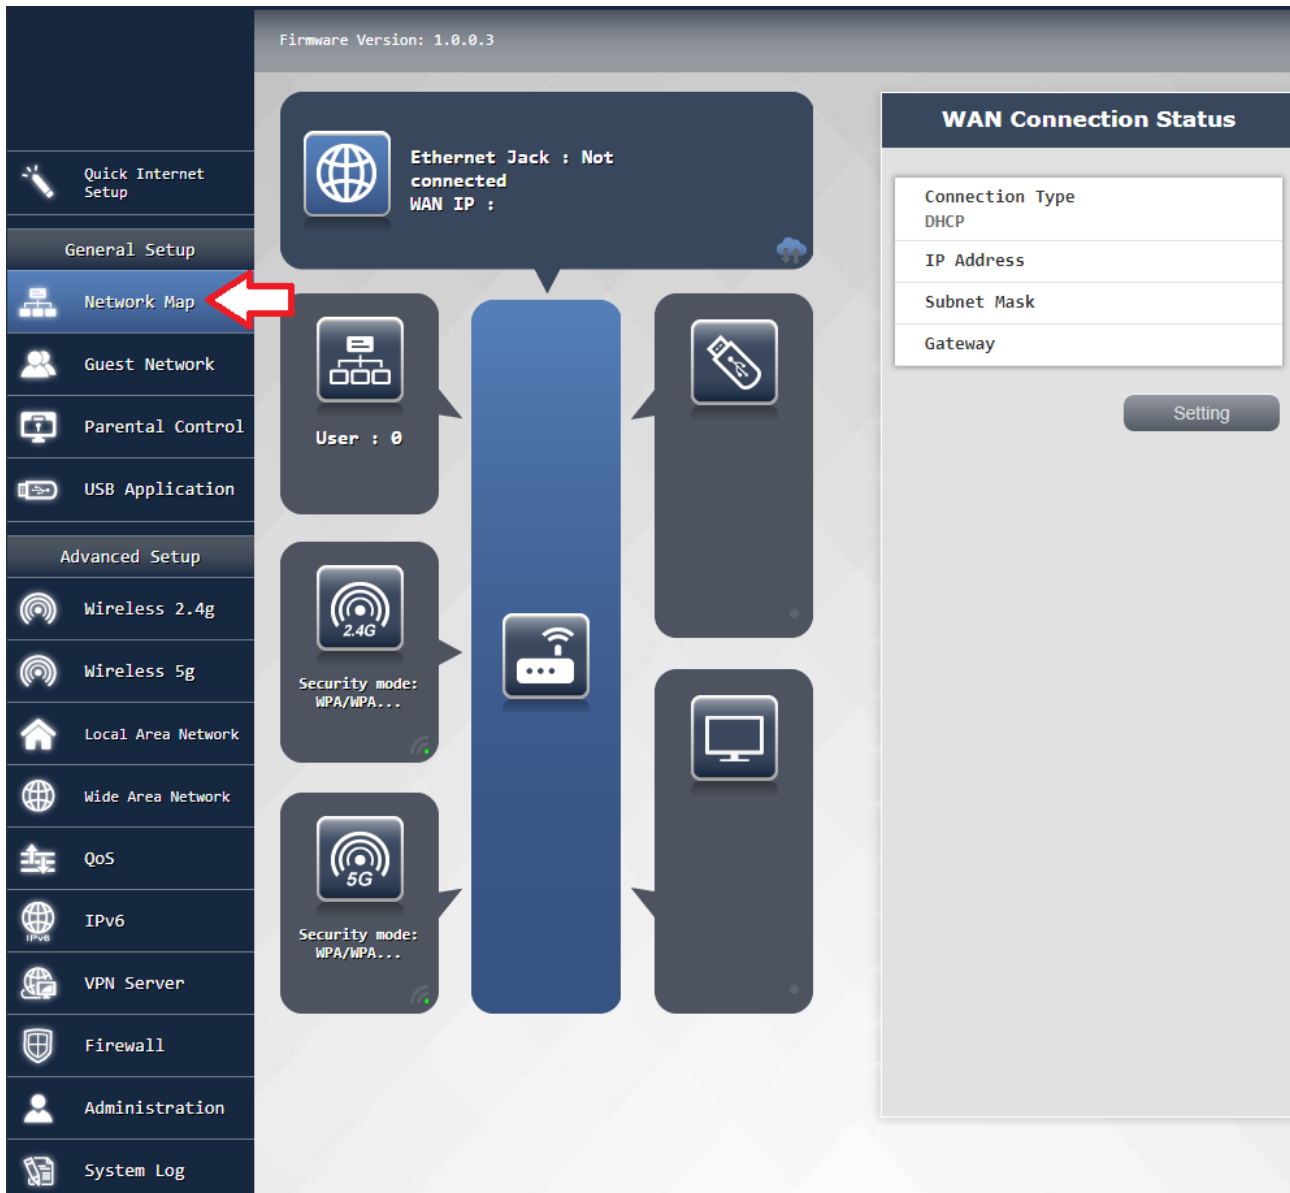 Firmware Version: 1.0.0.3
Quick Internet
Setup
General Setup
Network Map
Guest Network
Parental Control
USB Application
Advanced Setup
Wireless 2.4g
Wireless 5g
Local Area Network
Wide Area Network
QoS
IPv6
IPv6
VPN Server
Firewall
Administration
System Log
Ethernet Jack : Not
connected
WAN IP :
User : 0
2.4G
Security mode:
WPA/WPA...
5G
Security mode:
WPA/WPA...
WAN Connection Status
Connection Type
DHCP
IP Address
Subnet Mask
Gateway
Setting